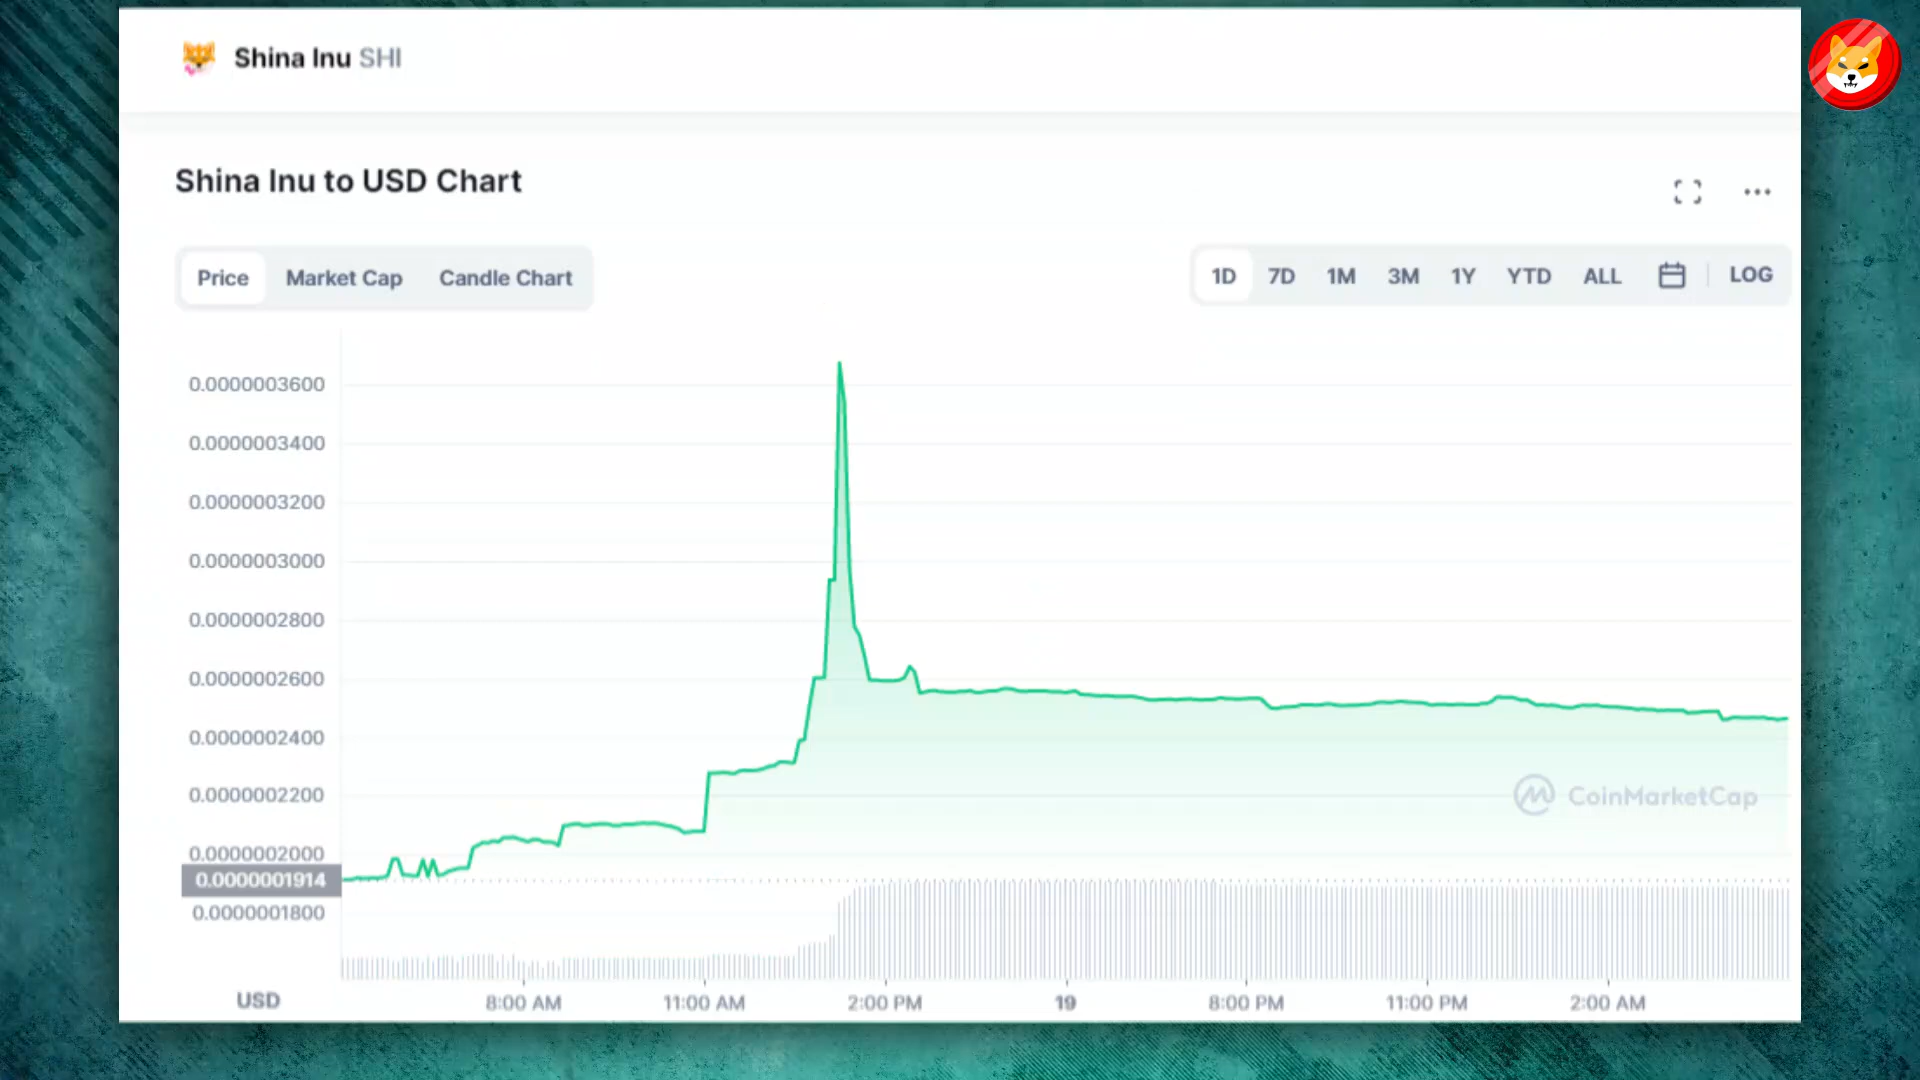 Shina Inu SHI
Shina Inu to USD Chart
Price Market Cap Candle Chart
1D 7D 1M 3M 1Y YTD ALL LOG
0.0000003600
0.0000003400
0.0000003200
0.0000003000
0.0000002800
0.0000002600
0.0000002400
0.0000002200
0.0000002000
0.0000001914
0.0000001800
CoinMarketCap
USD 8:00 AM 11:00 AM 2:00 PM 19 8:00 PM 11:00 PM 2:00 AM